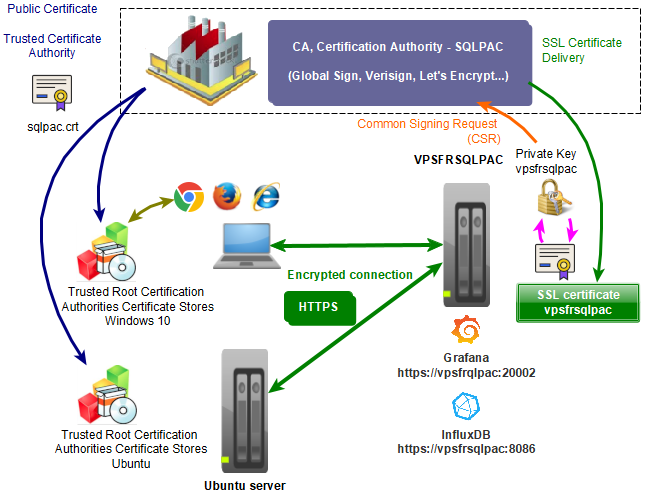 Public Certificate
Trusted Certificate
Authority
sqlpac.crt
CA, Certification Authority - SQLPAC
(Global Sign, Verisign, Let's Encrypt...)
SSL Certificate
Delivery
Common Signing Request
(CSR)
VPSFRSQLPAC
Private Key
vpsfrsqlpac
Trusted Root Certification
Authorities Certificate Stores
Windows 10
Encrypted connection
HTTPS
SSL certificate
vpsfrsqlpac
Grafana
https://vpsfrqlpac:20002
InfluxDB
https://vpsfrsqlpac:8086
Trusted Root Certification
Authorities Certificate Stores
Ubuntu
Ubuntu server